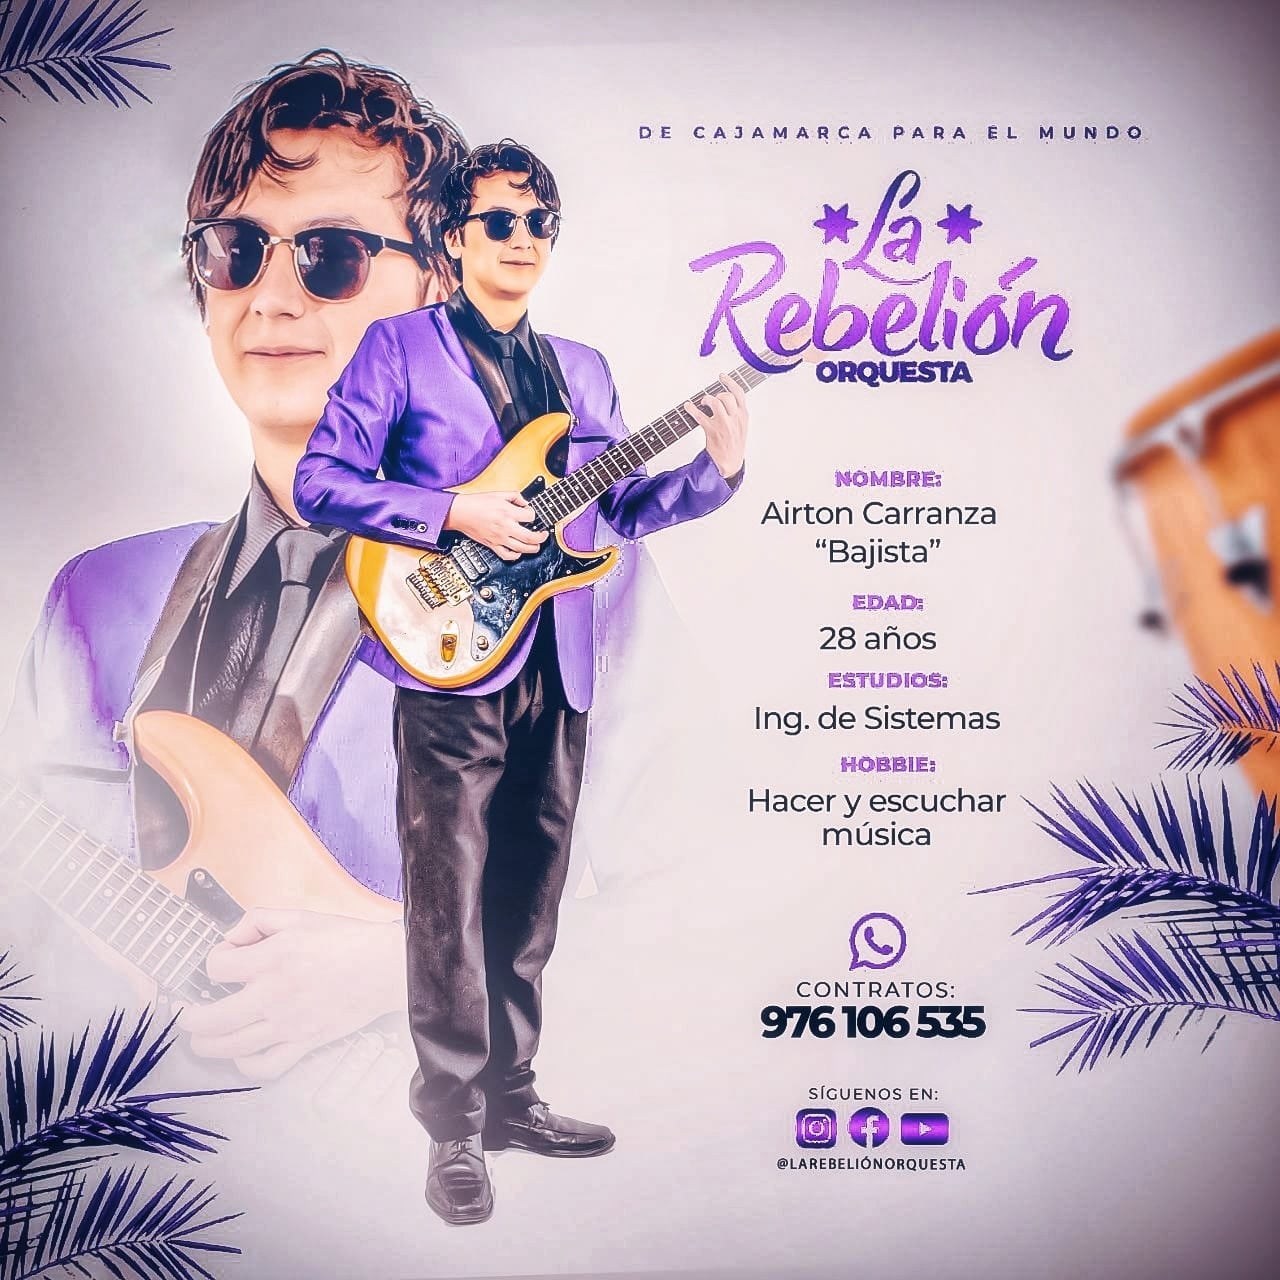 DE CAJAMARCA PARA EL MUNDO
La
Rebelión
ORQUESTA
NOMBRE:
Airton Carranza
“Bajista”
EDAD:
28 años
ESTUDIOS:
Ing. de Sistemas
HOBBIE:
Hacer y escuchar
música
CONTRATOS:
976 106 535
SÍGUENOS EN:
@LAREBELIÓNORQUESTA